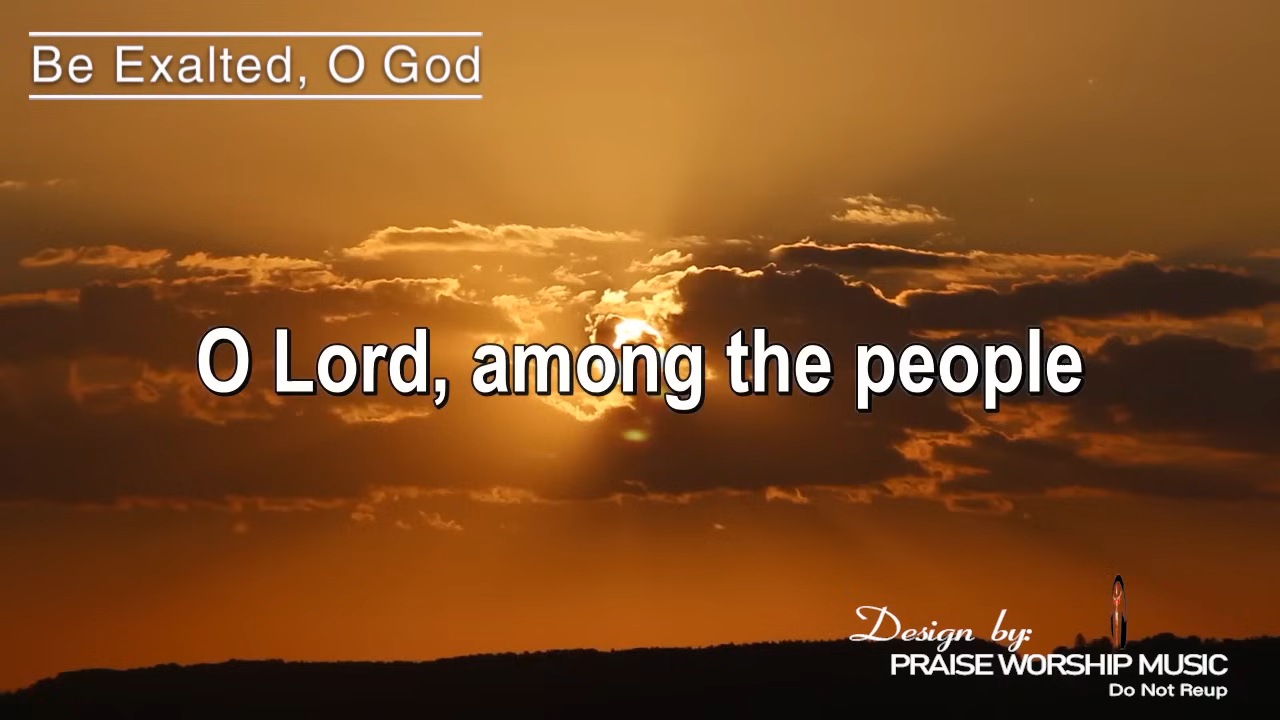 Be Exalted, O God
O Lord, among the people
Design by:
PRAISE WORSHIP MUSIC
Do Not Reup